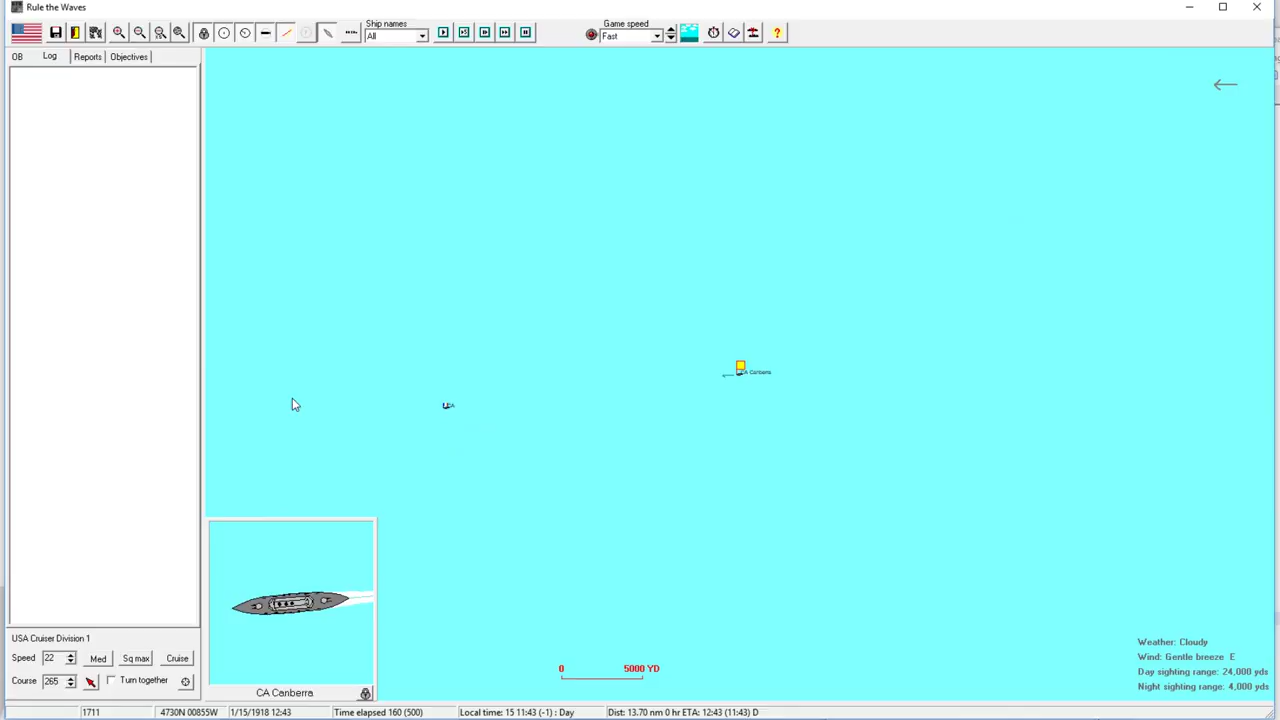 Rule the Waves
Ship names
All
Game speed
Fast
OB Log Reports Objectives
CA Canberra
USA Cruiser Division 1
Speed 22 Med Sq max Cruise
Course 265 Turn together
CA Canberra
0 5000 YD
Weather: Cloudy
Wind: Gentle breeze E
Day sighting range: 24,000 yds
Night sighting range: 4,000 yds
1711 4730N 00855W 1/15/1918 12:43 Time elapsed 160 (500) Local time: 15 11:43 (-1) : Day Dist: 13.70 nm 0 hr ETA: 12:43 (11:43) D